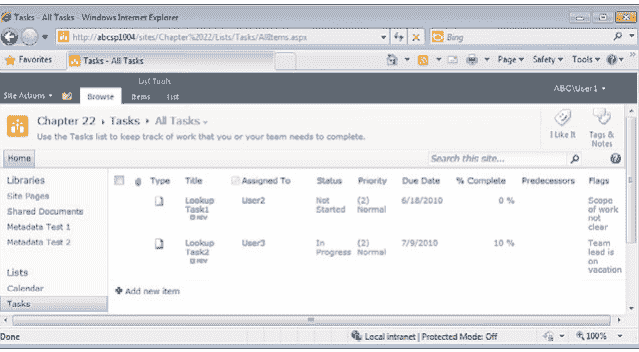 Tasks - All Tasks - Windows Internet Explorer
http://abcsp1004/sites/Chapter%2022/Lists/Tasks/AllItems.aspx
Bing
Favorites
Tasks - All Tasks
Page
Safety
Tools
List Tools
Site Actions
Browse
Items
List
ABC\User1
Chapter 22
Tasks
All Tasks
Use the Tasks list to keep track of work that you or your team needs to complete.
I Like It
Tags &
Notes
Home
Search this site...
Libraries
Site Pages
Shared Documents
Metadata Test 1
Metadata Test 2
Lists
Calendar
Tasks
Type Title Assigned To Status Priority Due Date % Complete Predecessors Flags
Lookup User2 Not (2) 6/18/2010 0 % Scope
Task1 Started Normal of work
NEW not
clear
Lookup User3 In (2) 7/9/2010 10 % Team
Task2 Progress Normal lead is
NEW on
vacation
Add new item
Done
Local intranet | Protected Mode: Off
100%